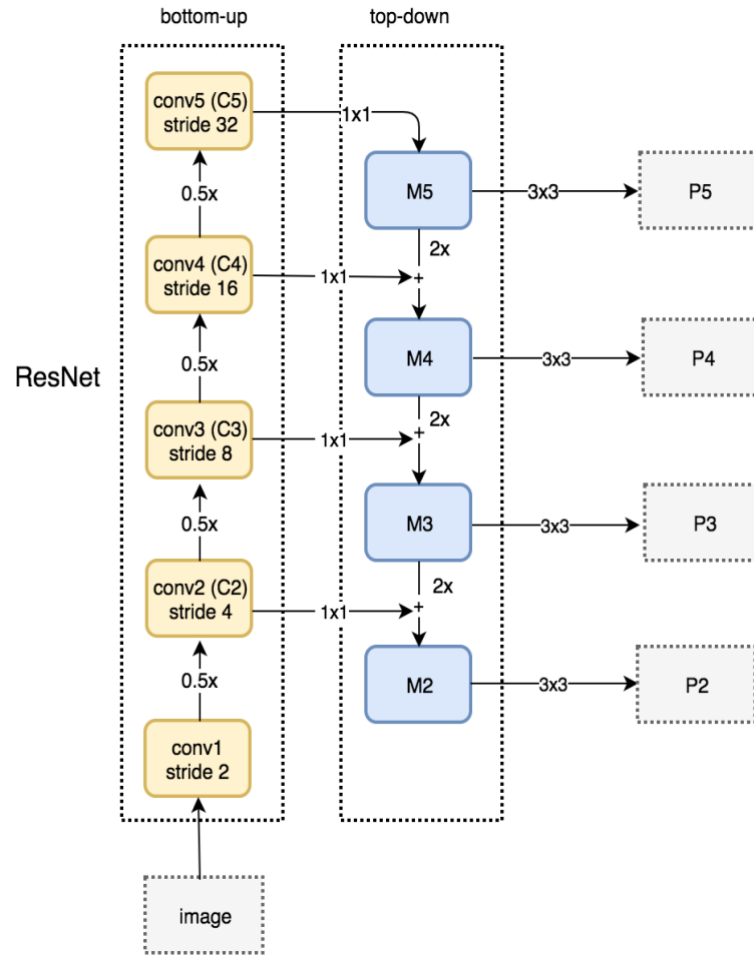 bottom-up
top-down
conv5 (C5)
stride 32
1x1
M5
3x3
P5
0.5x
2x
conv4 (C4)
stride 16
1x1
+
M4
3x3
P4
ResNet
0.5x
2x
conv3 (C3)
stride 8
1x1
+
M3
3x3
P3
0.5x
2x
conv2 (C2)
stride 4
1x1
+
M2
3x3
P2
0.5x
conv1
stride 2
image